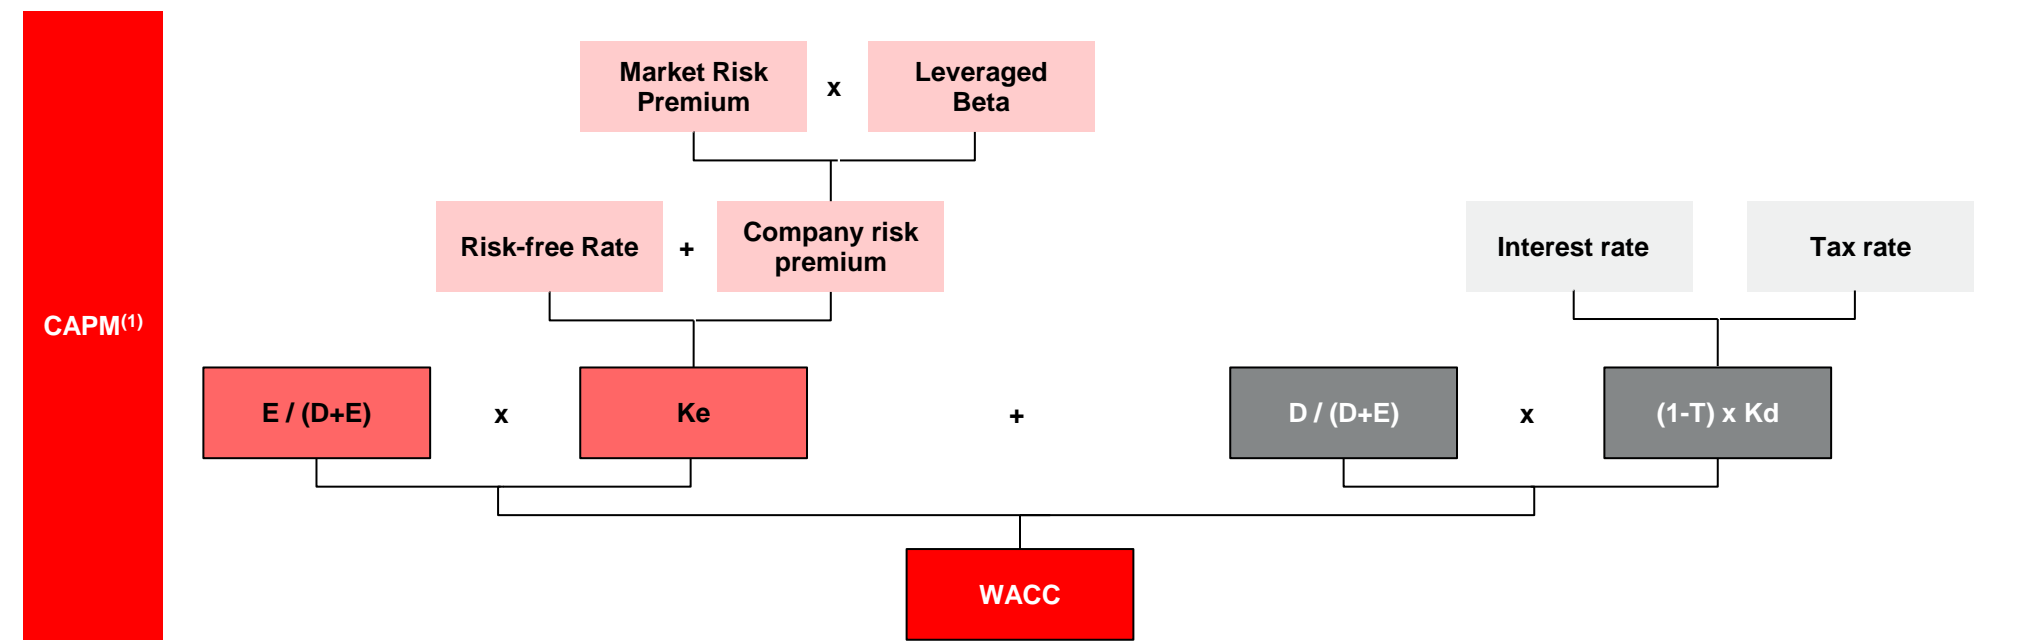 Market Risk
Premium
x
Leveraged
Beta
Risk-free Rate
+
Company risk
premium
Interest rate
Tax rate
CAPM(1)
E / (D+E)
x
Ke
+
D / (D+E)
x
(1-T) x Kd
WACC